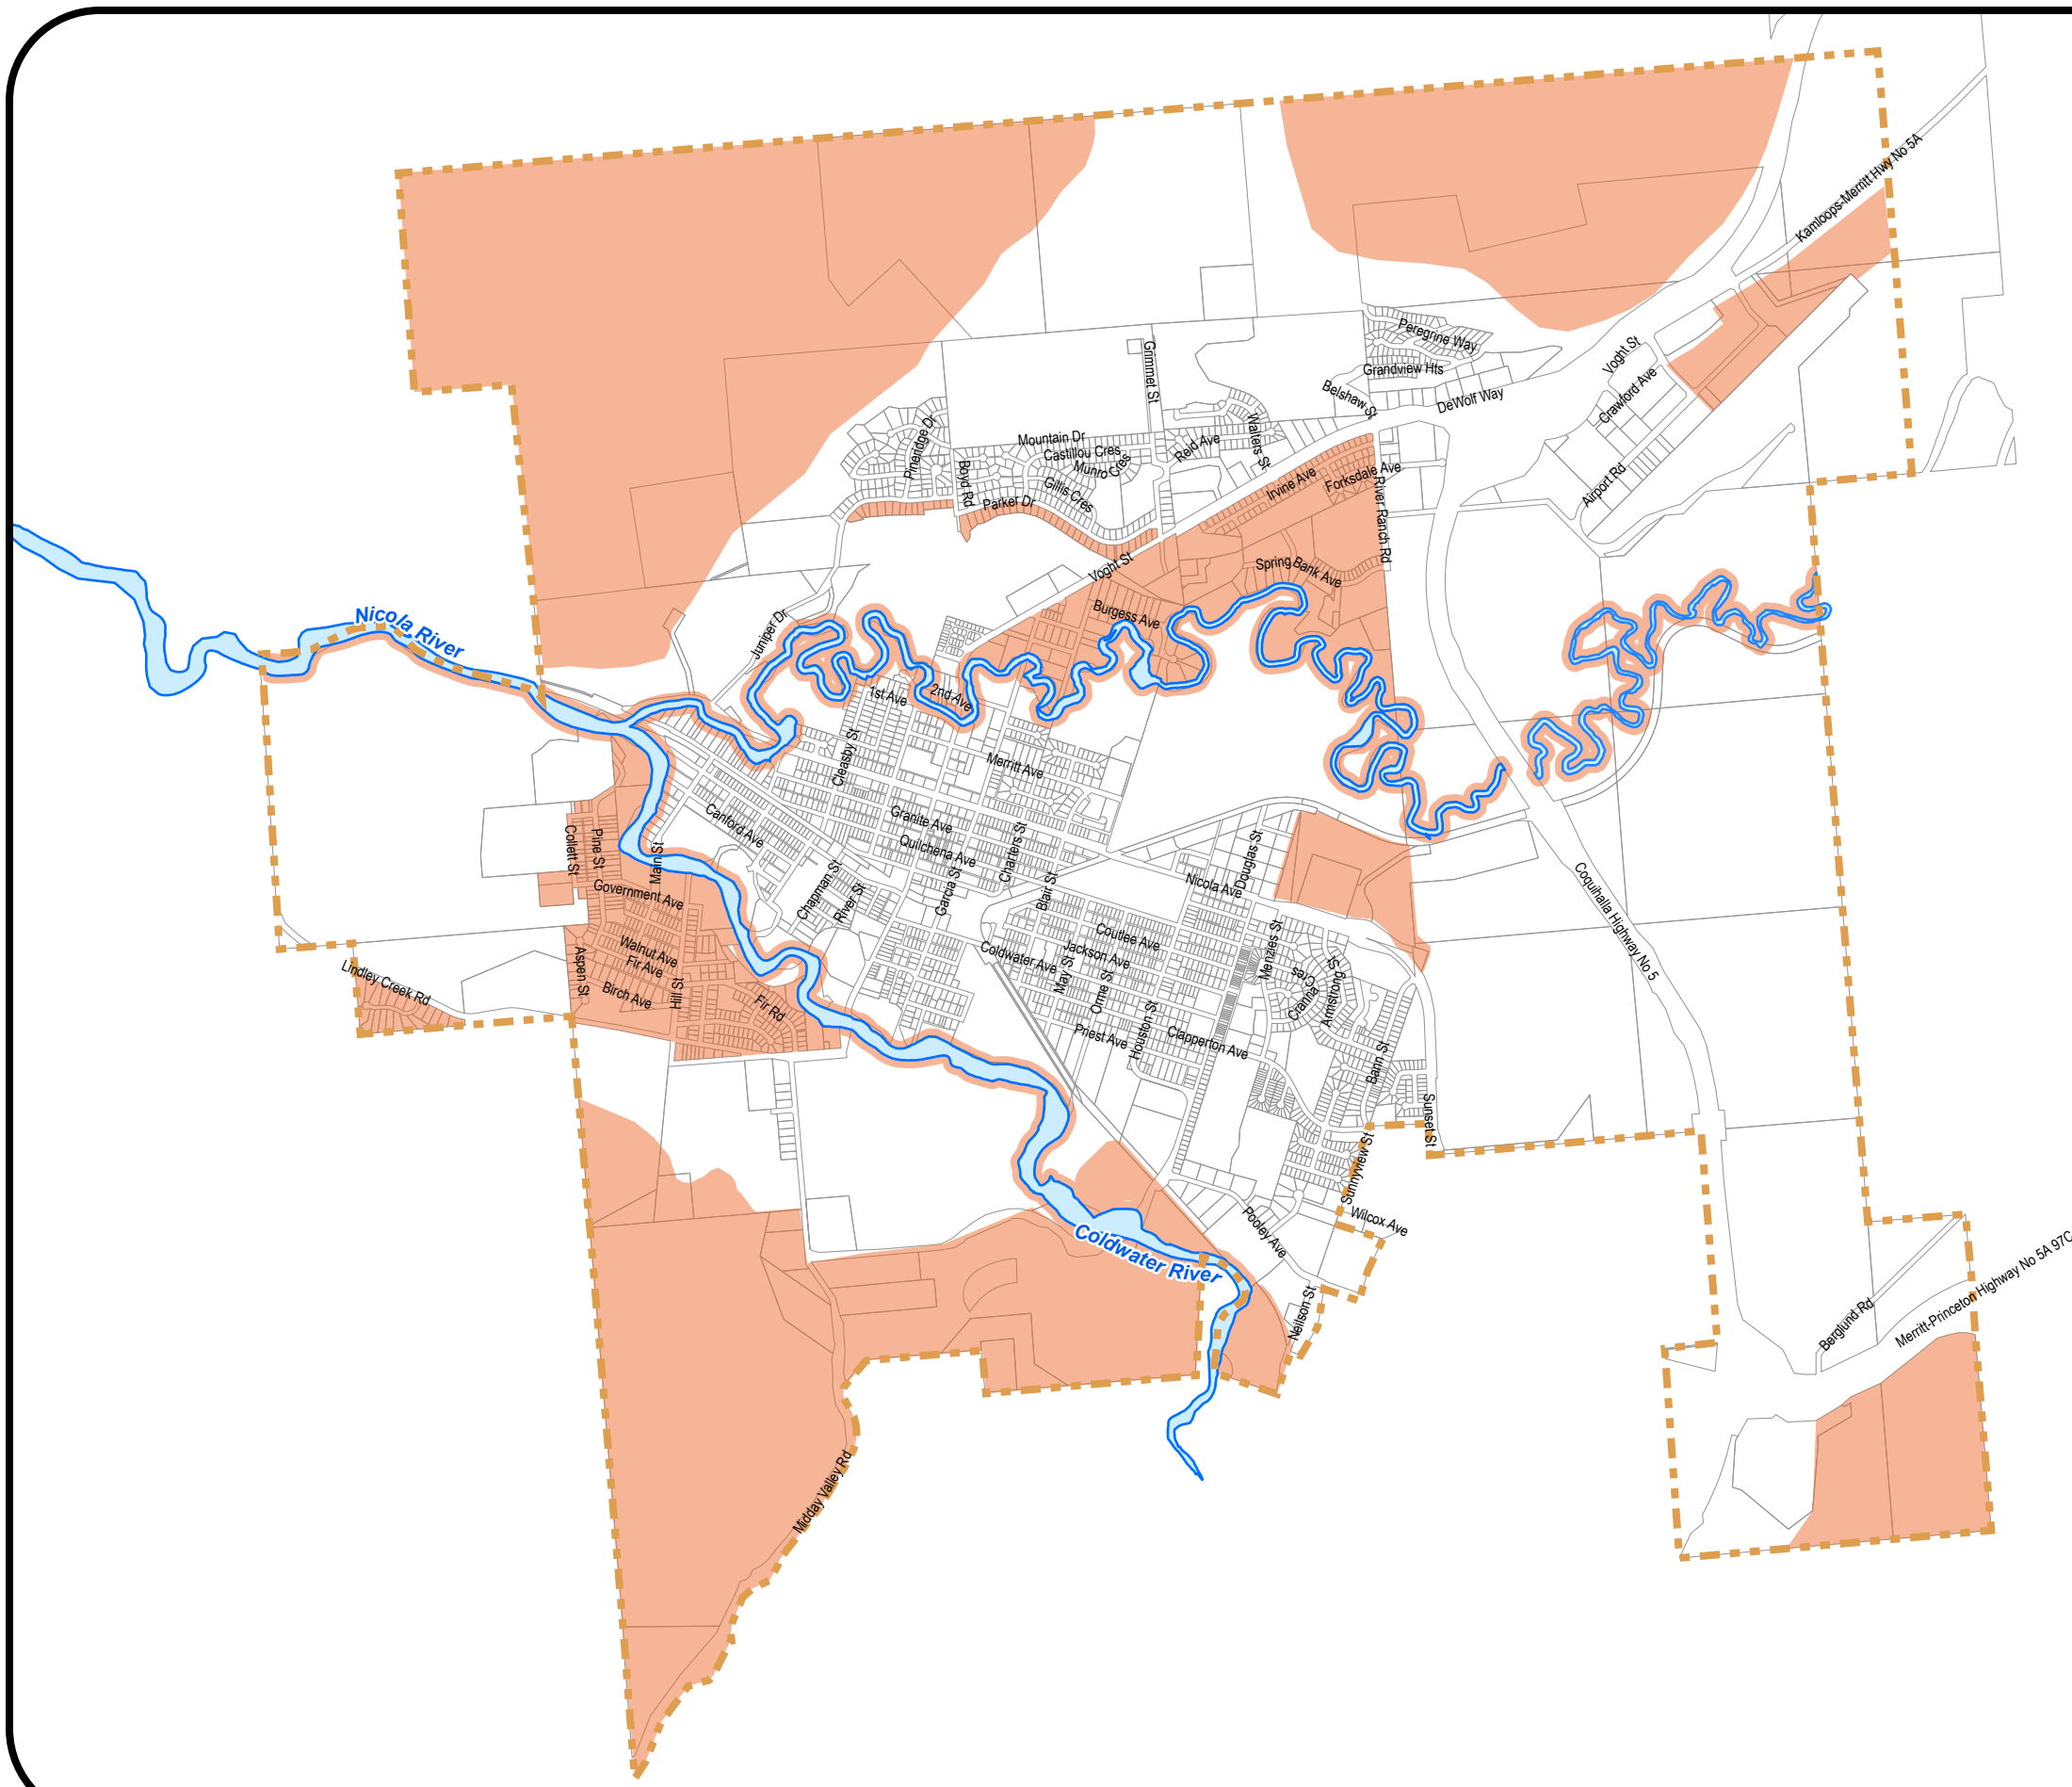 Kamloops-Merritt Hwy No 5A
Peregrine Way
Voght St
Grimmet St
Grandview Hts
Belshaw St
DeWolf Way
Crawford Ave
Pineridge Dr
Mountain Dr
Castillou Cres
Munro Cres
Reid Ave
Walters St
Boyd Rd
Gillis Cres
Parker Dr
Irvine Ave
Forksdale Ave
Airport Rd
River Ranch Rd
Voght St
Spring Bank Ave
Nicola River
Juniper Dr
Burgess Ave
1st Ave
2nd Ave
Cleasby St
Merritt Ave
Canford Ave
Granite Ave
Quilchena Ave
Charters St
Collett St
Pine St
Main St
Douglas St
Nicola Ave
Government Ave
Chapman St
River St
Garcia St
Blair St
Coquihalla Highway No 5
Walnut Ave
Fir Ave
Aspen St
Birch Ave
Hill St
Fir Rd
Lindley Creek Rd
Coldwater Ave
May St
Jackson Ave
Coutlee Ave
Menzies St
Orme St
Cranna Cres
Armstrong St
Priest Ave
Houston St
Clapperton Ave
Bann St
Sunset St
Sunnyview St
Wilcox Ave
Pooley Ave
Coldwater River
Neilson St
Berglund Rd
Merritt-Princeton Highway No 5A 97C
Midday Valley Rd